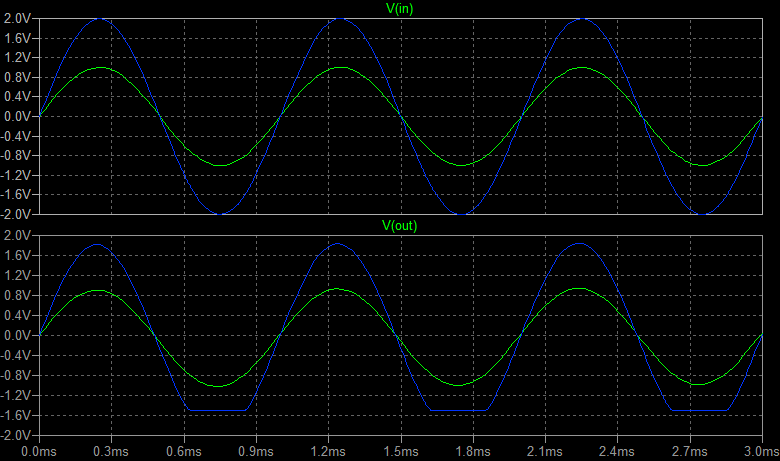 V(in)
2.0V
1.6V
1.2V
0.8V
0.4V
0.0V
-0.4V
-0.8V
-1.2V
-1.6V
-2.0V
V(out)
2.0V
1.6V
1.2V
0.8V
0.4V
0.0V
-0.4V
-0.8V
-1.2V
-1.6V
-2.0V
0.0ms 0.3ms 0.6ms 0.9ms 1.2ms 1.5ms 1.8ms 2.1ms 2.4ms 2.7ms 3.0ms